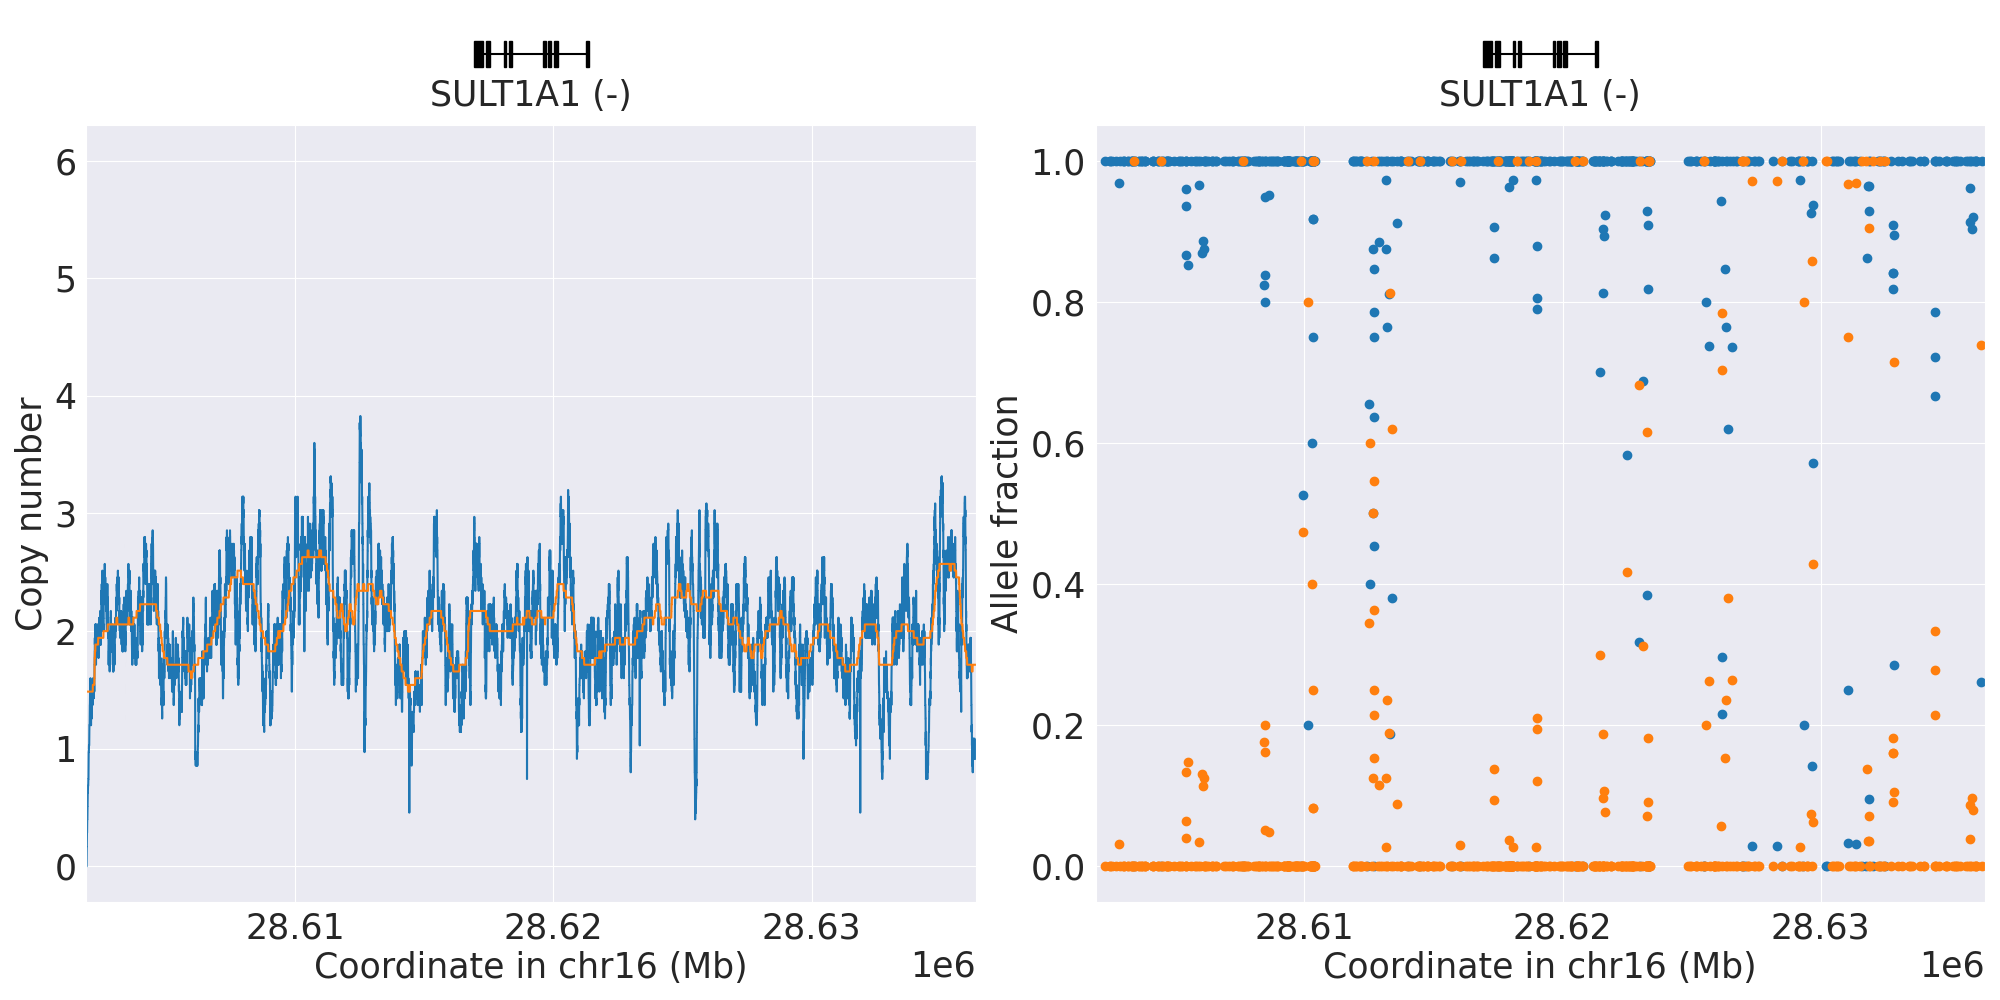 SULT1A1 (-)
Copy number
6
5
4
3
2
1
0
28.61
28.62
28.63
Coordinate in chr16 (Mb)
1e6
SULT1A1 (-)
Allele fraction
1.0
0.8
0.6
0.4
0.2
0.0
28.61
28.62
28.63
Coordinate in chr16 (Mb)
1e6